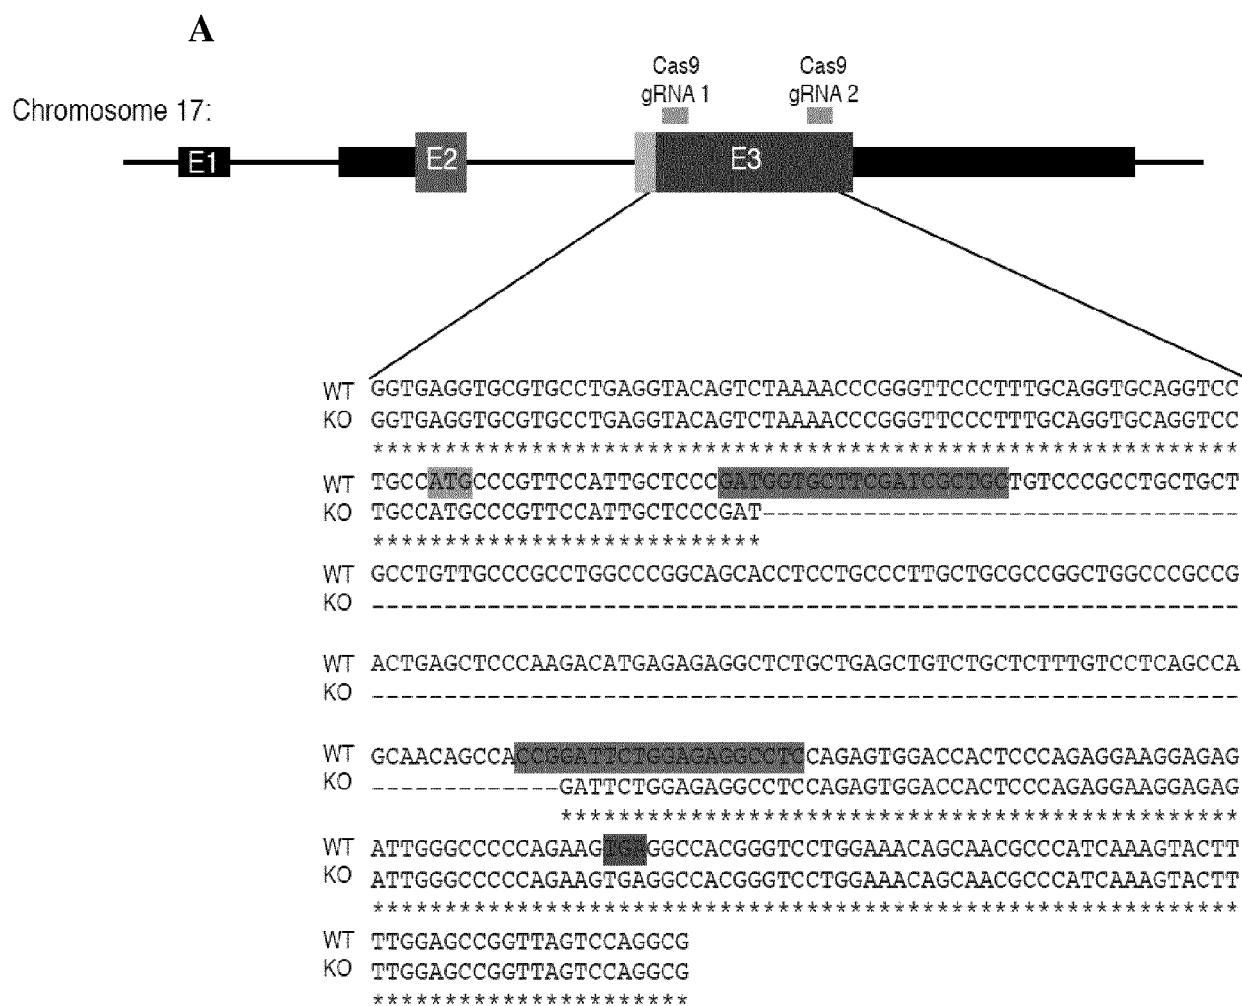 A
Chromosome 17:
Cas9
gRNA 1
Cas9
gRNA 2
E1
E2
E3
WT GGTGAGGTGCGTGCCTGAGGTACAGTCTAAAACCCGGGTTCCCTTTGCAGGTGCAGGTCC
KO GGTGAGGTGCGTGCCTGAGGTACAGTCTAAAACCCGGGTTCCCTTTGCAGGTGCAGGTCC
************************************************************
WT TGCCATGCCCGTTCCATTGCTCCCGATGGTGCTTCGATCGCTGCTGTCCCGCCTGCTGCT
KO TGCCATGCCCGTTCCATTGCTCCCGAT---------------------------------
***************************
WT GCCTGTTGCCCGCCTGGCCCGGCAGCACCTCCTGCCCTTGCTGCGCCGGCTGGCCCGCCG
KO ------------------------------------------------------------
WT ACTGAGCTCCCAAGACATGAGAGAGGCTCTGCTGAGCTGTCTGCTCTTTGTCCTCAGCCA
KO ------------------------------------------------------------
WT GCAACAGCCACCGGATTCTGGAGAGGCCTCCAGAGTGGACCACTCCCAGAGGAAGGAGAG
KO -------------GATTCTGGAGAGGCCTCCAGAGTGGACCACTCCCAGAGGAAGGAGAG
***********************************************
WT ATTGGGCCCCCAGAAGTGAGGCCACGGGTCCTGGAAACAGCAACGCCCATCAAAGTACTT
KO ATTGGGCCCCCAGAAGTGAGGCCACGGGTCCTGGAAACAGCAACGCCCATCAAAGTACTT
************************************************************
WT TTGGAGCCGGTTAGTCCAGGCG
KO TTGGAGCCGGTTAGTCCAGGCG
**********************